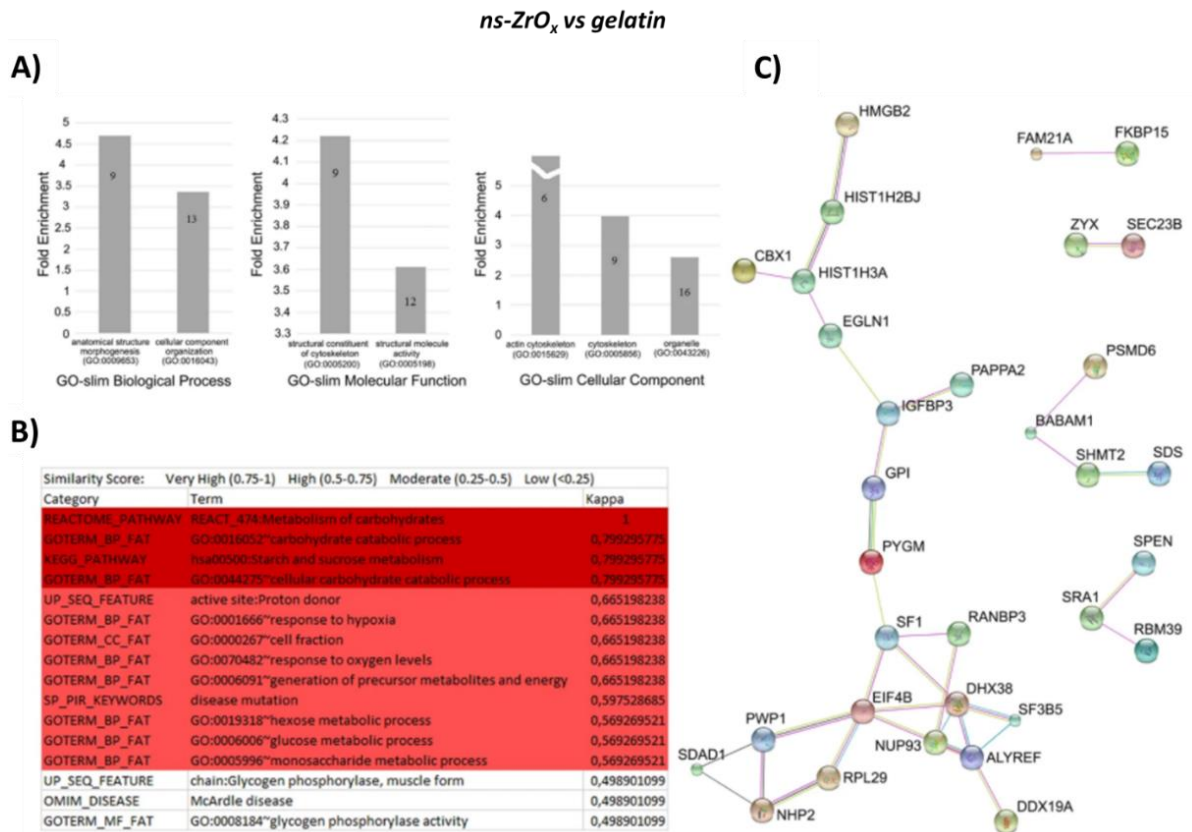 ns-ZrOx vs gelatin
A)
Fold Enrichment
5
4.5
4
3.5
3
2.5
2
1.5
1
0.5
0
9
13
anatomical structure morphogenesis (GO:0009653)
cellular component organization (GO:0016043)
GO-slim Biological Process
Fold Enrichment
4.3
4.2
4.1
4
3.9
3.8
3.7
3.6
3.5
3.4
3.3
9
12
structural constituent of cytoskeleton (GO:0005200)
structural molecule activity (GO:0005198)
GO-slim Molecular Function
Fold Enrichment
5
4
3
2
1
0
6
9
16
actin cytoskeleton (GO:0015629)
cytoskeleton (GO:0005856)
organelle (GO:0043226)
GO-slim Cellular Component
B)
Similarity Score: Very High (0.75-1) High (0.5-0.75) Moderate (0.25-0.5) Low (<0.25)
Category Term Kappa
REACTOME_PATHWAY REACT_474:Metabolism of carbohydrates 1
GOTERM_BP_FAT GO:0016052~carbohydrate catabolic process 0,799295775
KEGG_PATHWAY hsa00500:Starch and sucrose metabolism 0,799295775
GOTERM_BP_FAT GO:0044275~cellular carbohydrate catabolic process 0,799295775
UP_SEQ_FEATURE active site:Proton donor 0,665198238
GOTERM_BP_FAT GO:0001666~response to hypoxia 0,665198238
GOTERM_CC_FAT GO:0000267~cell fraction 0,665198238
GOTERM_BP_FAT GO:0070482~response to oxygen levels 0,665198238
GOTERM_BP_FAT GO:0006091~generation of precursor metabolites and energy 0,665198238
SP_PIR_KEYWORDS disease mutation 0,597528685
GOTERM_BP_FAT GO:0019318~hexose metabolic process 0,569269521
GOTERM_BP_FAT GO:0006006~glucose metabolic process 0,569269521
GOTERM_BP_FAT GO:0005996~monosaccharide metabolic process 0,569269521
UP_SEQ_FEATURE chain:Glycogen phosphorylase, muscle form 0,498901099
OMIM_DISEASE McArdle disease 0,498901099
GOTERM_MF_FAT GO:0008184~glycogen phosphorylase activity 0,498901099
C)
HMGB2
FAM21A
FKBP15
HIST1H2BJ
ZYX
SEC23B
CBX1
HIST1H3A
EGLN1
PSMD6
PAPPA2
IGFBP3
BABAM1
SHMT2
SDS
GPI
PYGM
SPEN
SRA1
RBM39
SF1
RANBP3
EIF4B
DHX38
SF3B5
PWP1
NUP93
ALYREF
SDAD1
RPL29
NHP2
DDX19A